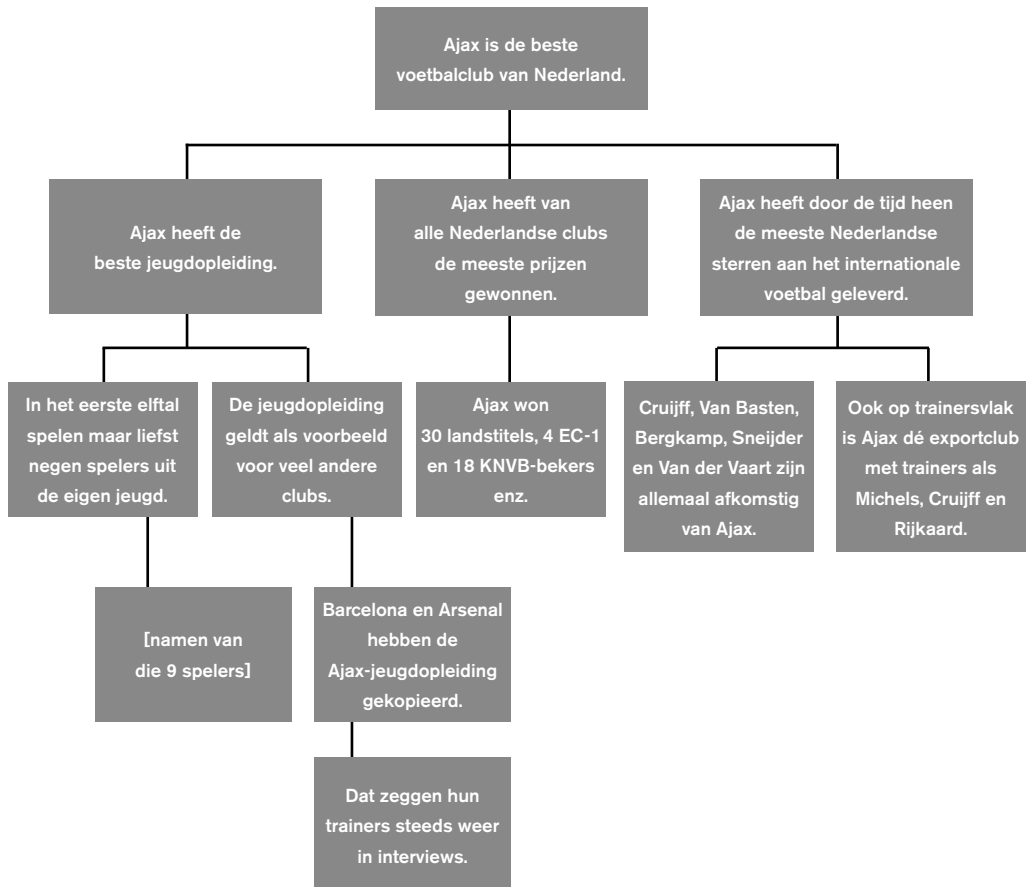 Ajax is de beste
voetbalclub van Nederland.
Ajax heeft de
beste jeugdopleiding.
Ajax heeft van
alle Nederlandse clubs
de meeste prijzen
gewonnen.
Ajax heeft door de tijd heen
de meeste Nederlandse
sterren aan het internationale
voetbal geleverd.
In het eerste elftal
spelen maar liefst
negen spelers uit
de eigen jeugd.
De jeugdopleiding
geldt als voorbeeld
voor veel andere
clubs.
Ajax won
30 landstitels, 4 EC-1
en 18 KNVB-bekers
enz.
Cruijff, Van Basten,
Bergkamp, Sneijder
en Van der Vaart zijn
allemaal afkomstig
van Ajax.
Ook op trainersvlak
is Ajax dé exportclub
met trainers als
Michels, Cruijff en
Rijkaard.
[namen van
die 9 spelers]
Barcelona en Arsenal
hebben de
Ajax-jeugdopleiding
gekopieerd.
Dat zeggen hun
trainers steeds weer
in interviews.